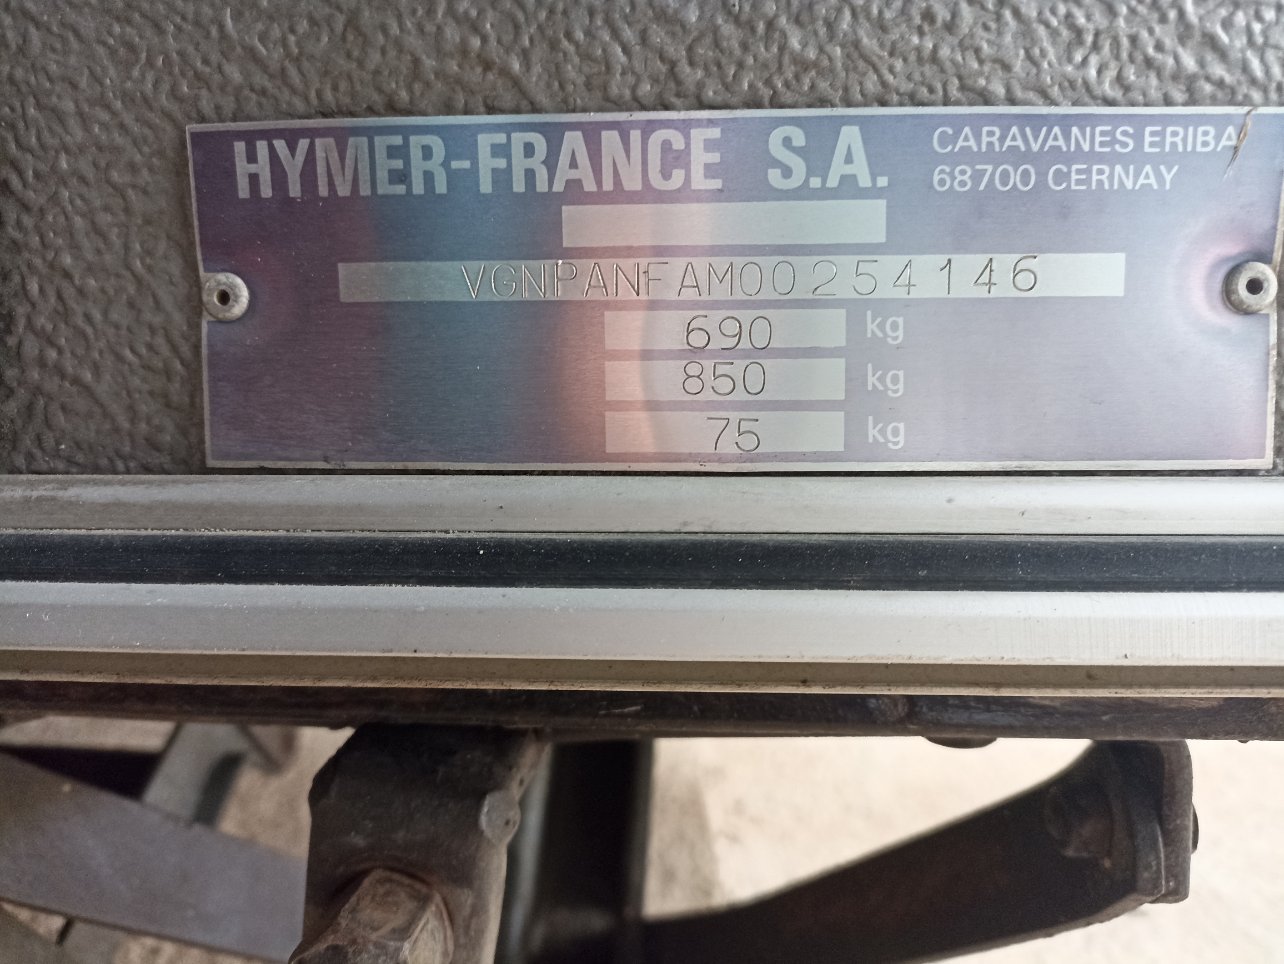 HYMER-FRANCE S.A.
CARAVANES ERIBA
68700 CERNAY
VGNPANFAM00254146
690 kg
850 kg
75 kg